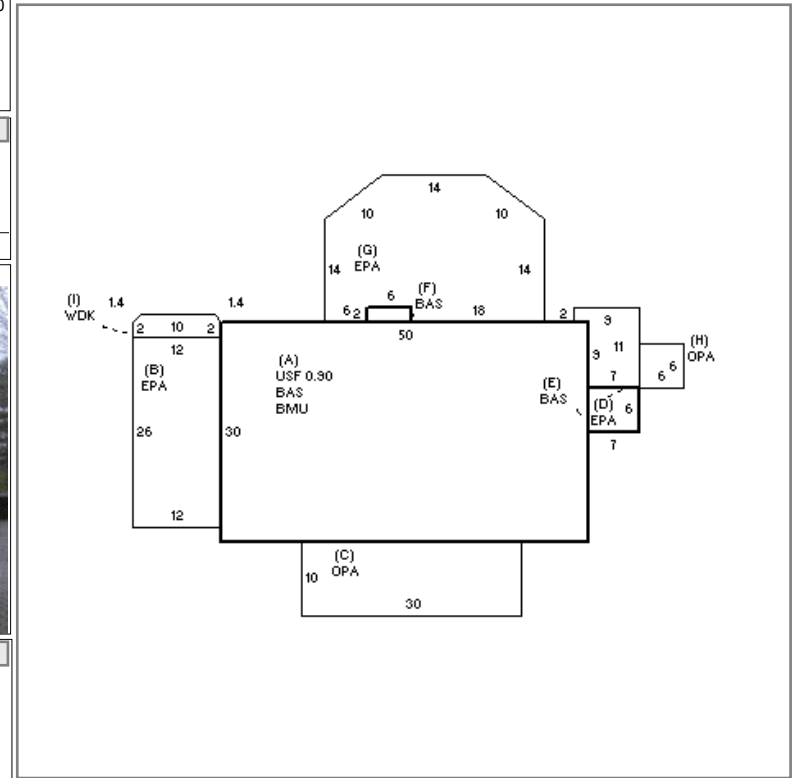 14
10 10
(G)
EPA
14 14
(F)
BAS
6
6 2 18 2
(I)
WDK
1.4 1.4
2 10 2
12
50
9
9 11
7
(H)
OPA
6 6
(B)
EPA
(A)
USF 0.90
BAS
BMU
(E)
BAS
(D)
EPA
6
7
26
30
12
(C)
OPA
10
30